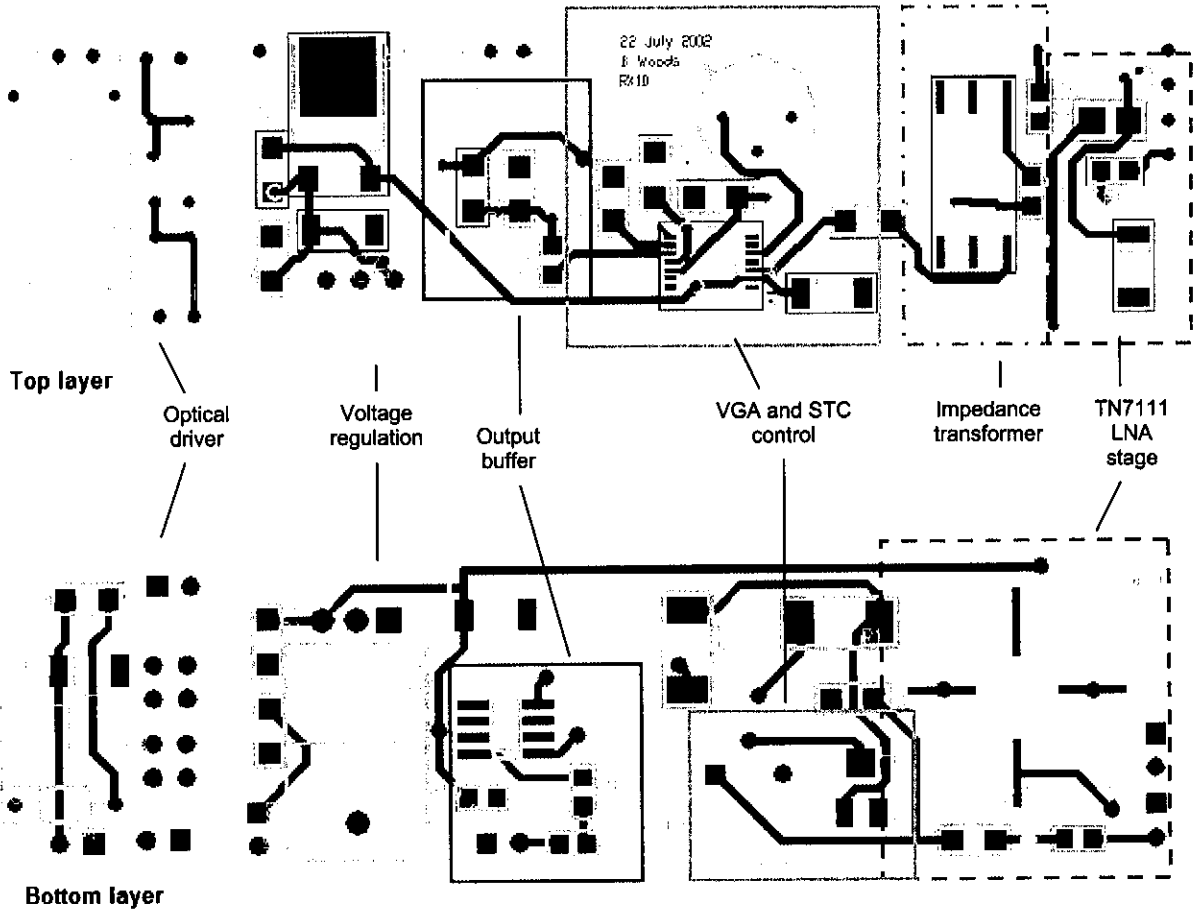 22 July 2002
B Woods
RX10
Top layer
Optical
driver
Voltage
regulation
Output
buffer
VGA and STC
control
Impedance
transformer
TN7111
LNA
stage
Bottom layer